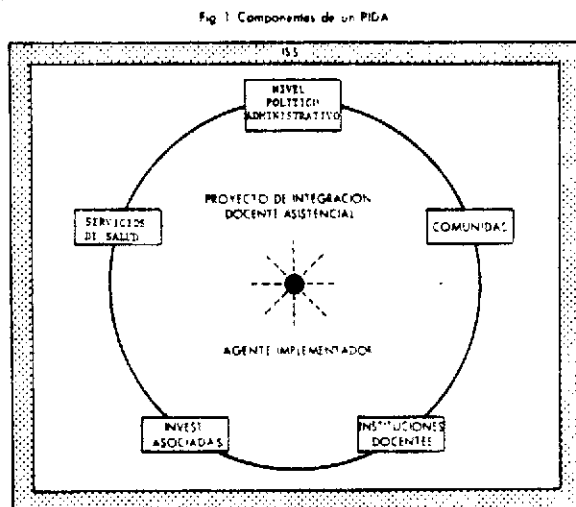 Fig 1 Componentes de un PIDA
ISS
NIVEL
POLITICO
ADMINISTRATIVO
PROYECTO DE INTEGRACION
DOCENTE ASISTENCIAL
SERVICIOS
DE SALUD
COMUNIDAS
AGENTE IMPLEMENTADOR
INVEST
ASOCIADAS
INSTITUCIONES
DOCENTES